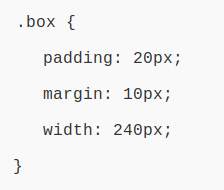 .box {
padding: 20px;
margin: 10px;
width: 240px;
}